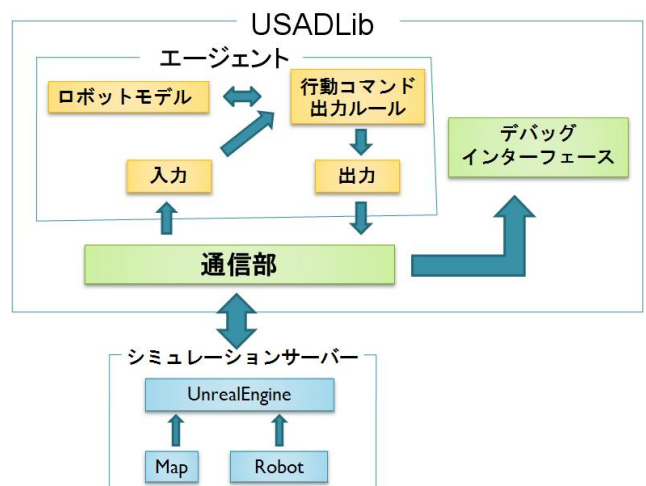 USADLib
エージェント
ロボットモデル
行動コマンド
出力ルール
デバッグ
インターフェース
入力
出力
通信部
シミュレーションサーバー
UnrealEngine
Map
Robot